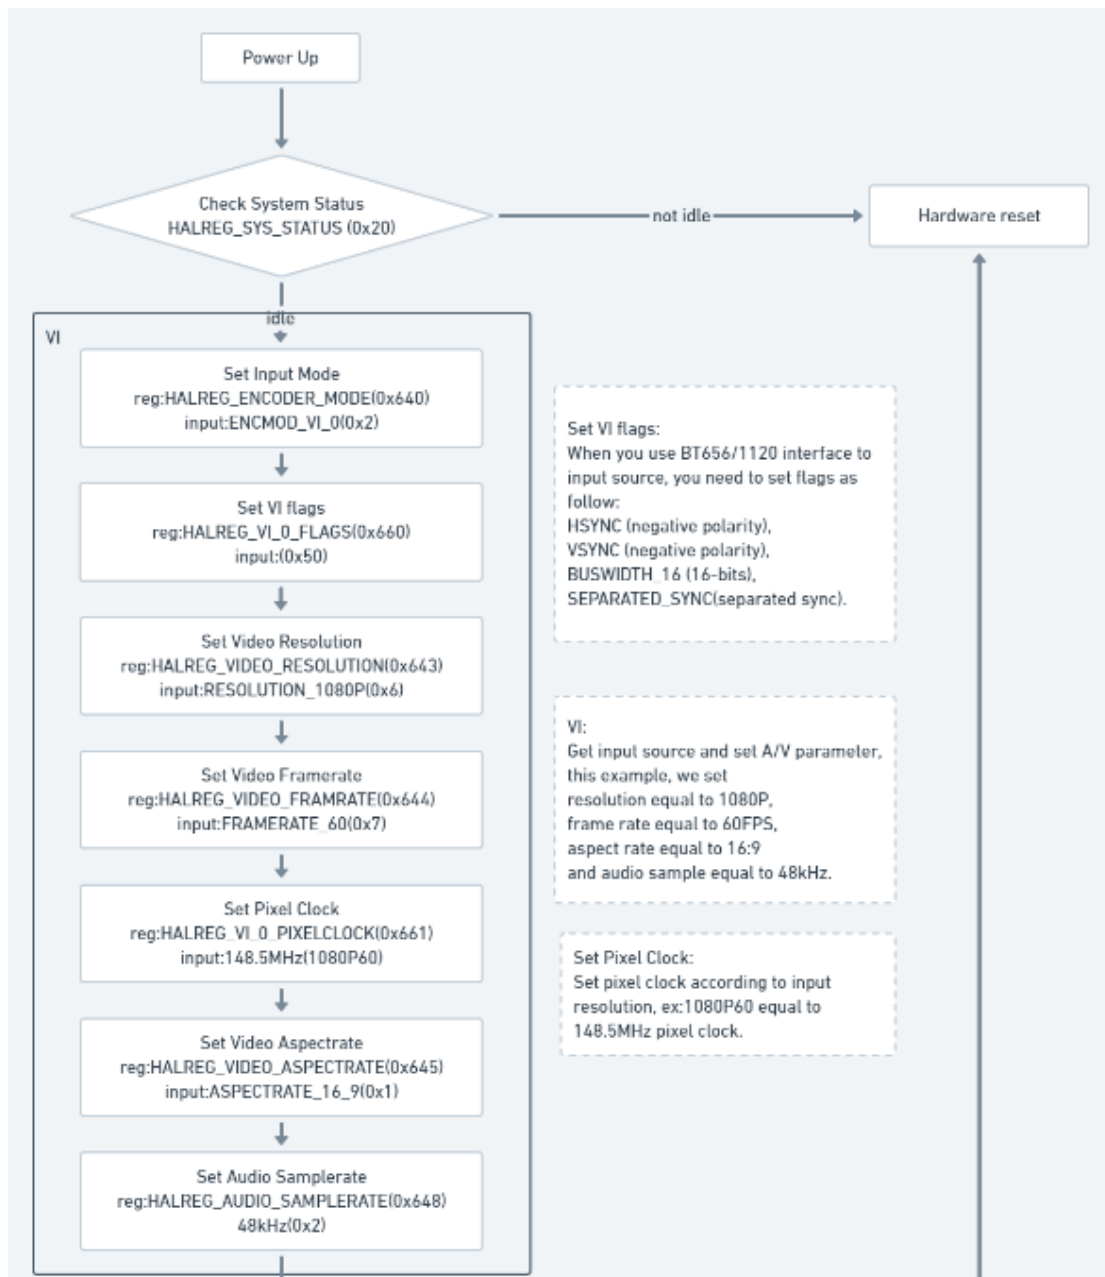 Power Up
Check System Status
HALREG_SYS_STATUS (0x20)
not idle
Hardware reset
idle
VI
Set Input Mode
reg:HALREG_ENCODER_MODE(0x640)
input:ENCMOD_VI_0(0x2)
Set VI flags
reg:HALREG_VI_0_FLAGS(0x660)
input:(0x50)
Set Video Resolution
reg:HALREG_VIDEO_RESOLUTION(0x643)
input:RESOLUTION_1080P(0x6)
Set Video Framerate
reg:HALREG_VIDEO_FRAMRATE(0x644)
input:FRAMERATE_60(0x7)
Set Pixel Clock
reg:HALREG_VI_0_PIXELCLOCK(0x661)
input:148.5MHz(1080P60)
Set Video Aspectrate
reg:HALREG_VIDEO_ASPECTRATE(0x645)
input:ASPECTRATE_16_9(0x1)
Set Audio Samplerate
reg:HALREG_AUDIO_SAMPLERATE(0x648)
48kHz(0x2)
Set VI flags:
When you use BT656/1120 interface to
input source, you need to set flags as
follow:
HSYNC (negative polarity),
VSYNC (negative polarity),
BUSWIDTH_16 (16-bits),
SEPARATED_SYNC(separated sync).
VI:
Get input source and set A/V parameter,
this example, we set
resolution equal to 1080P,
frame rate equal to 60FPS,
aspect rate equal to 16:9
and audio sample equal to 48kHz.
Set Pixel Clock:
Set pixel clock according to input
resolution, ex:1080P60 equal to
148.5MHz pixel clock.